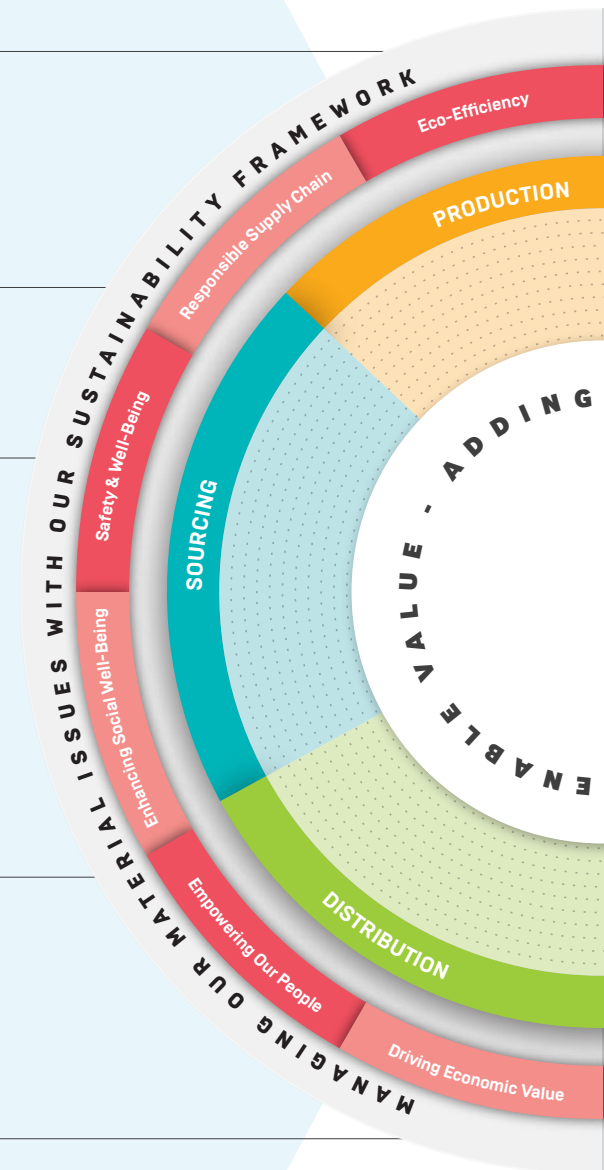 MANAGING OUR MATERIAL ISSUES WITH OUR SUSTAINABILITY FRAMEWORK
Eco-Efficiency
Responsible Supply Chain
Safety & Well-Being
Enhancing Social Well-Being
Empowering Our People
Driving Economic Value
PRODUCTION
SOURCING
DISTRIBUTION
ENABLE VALUE - ADDING